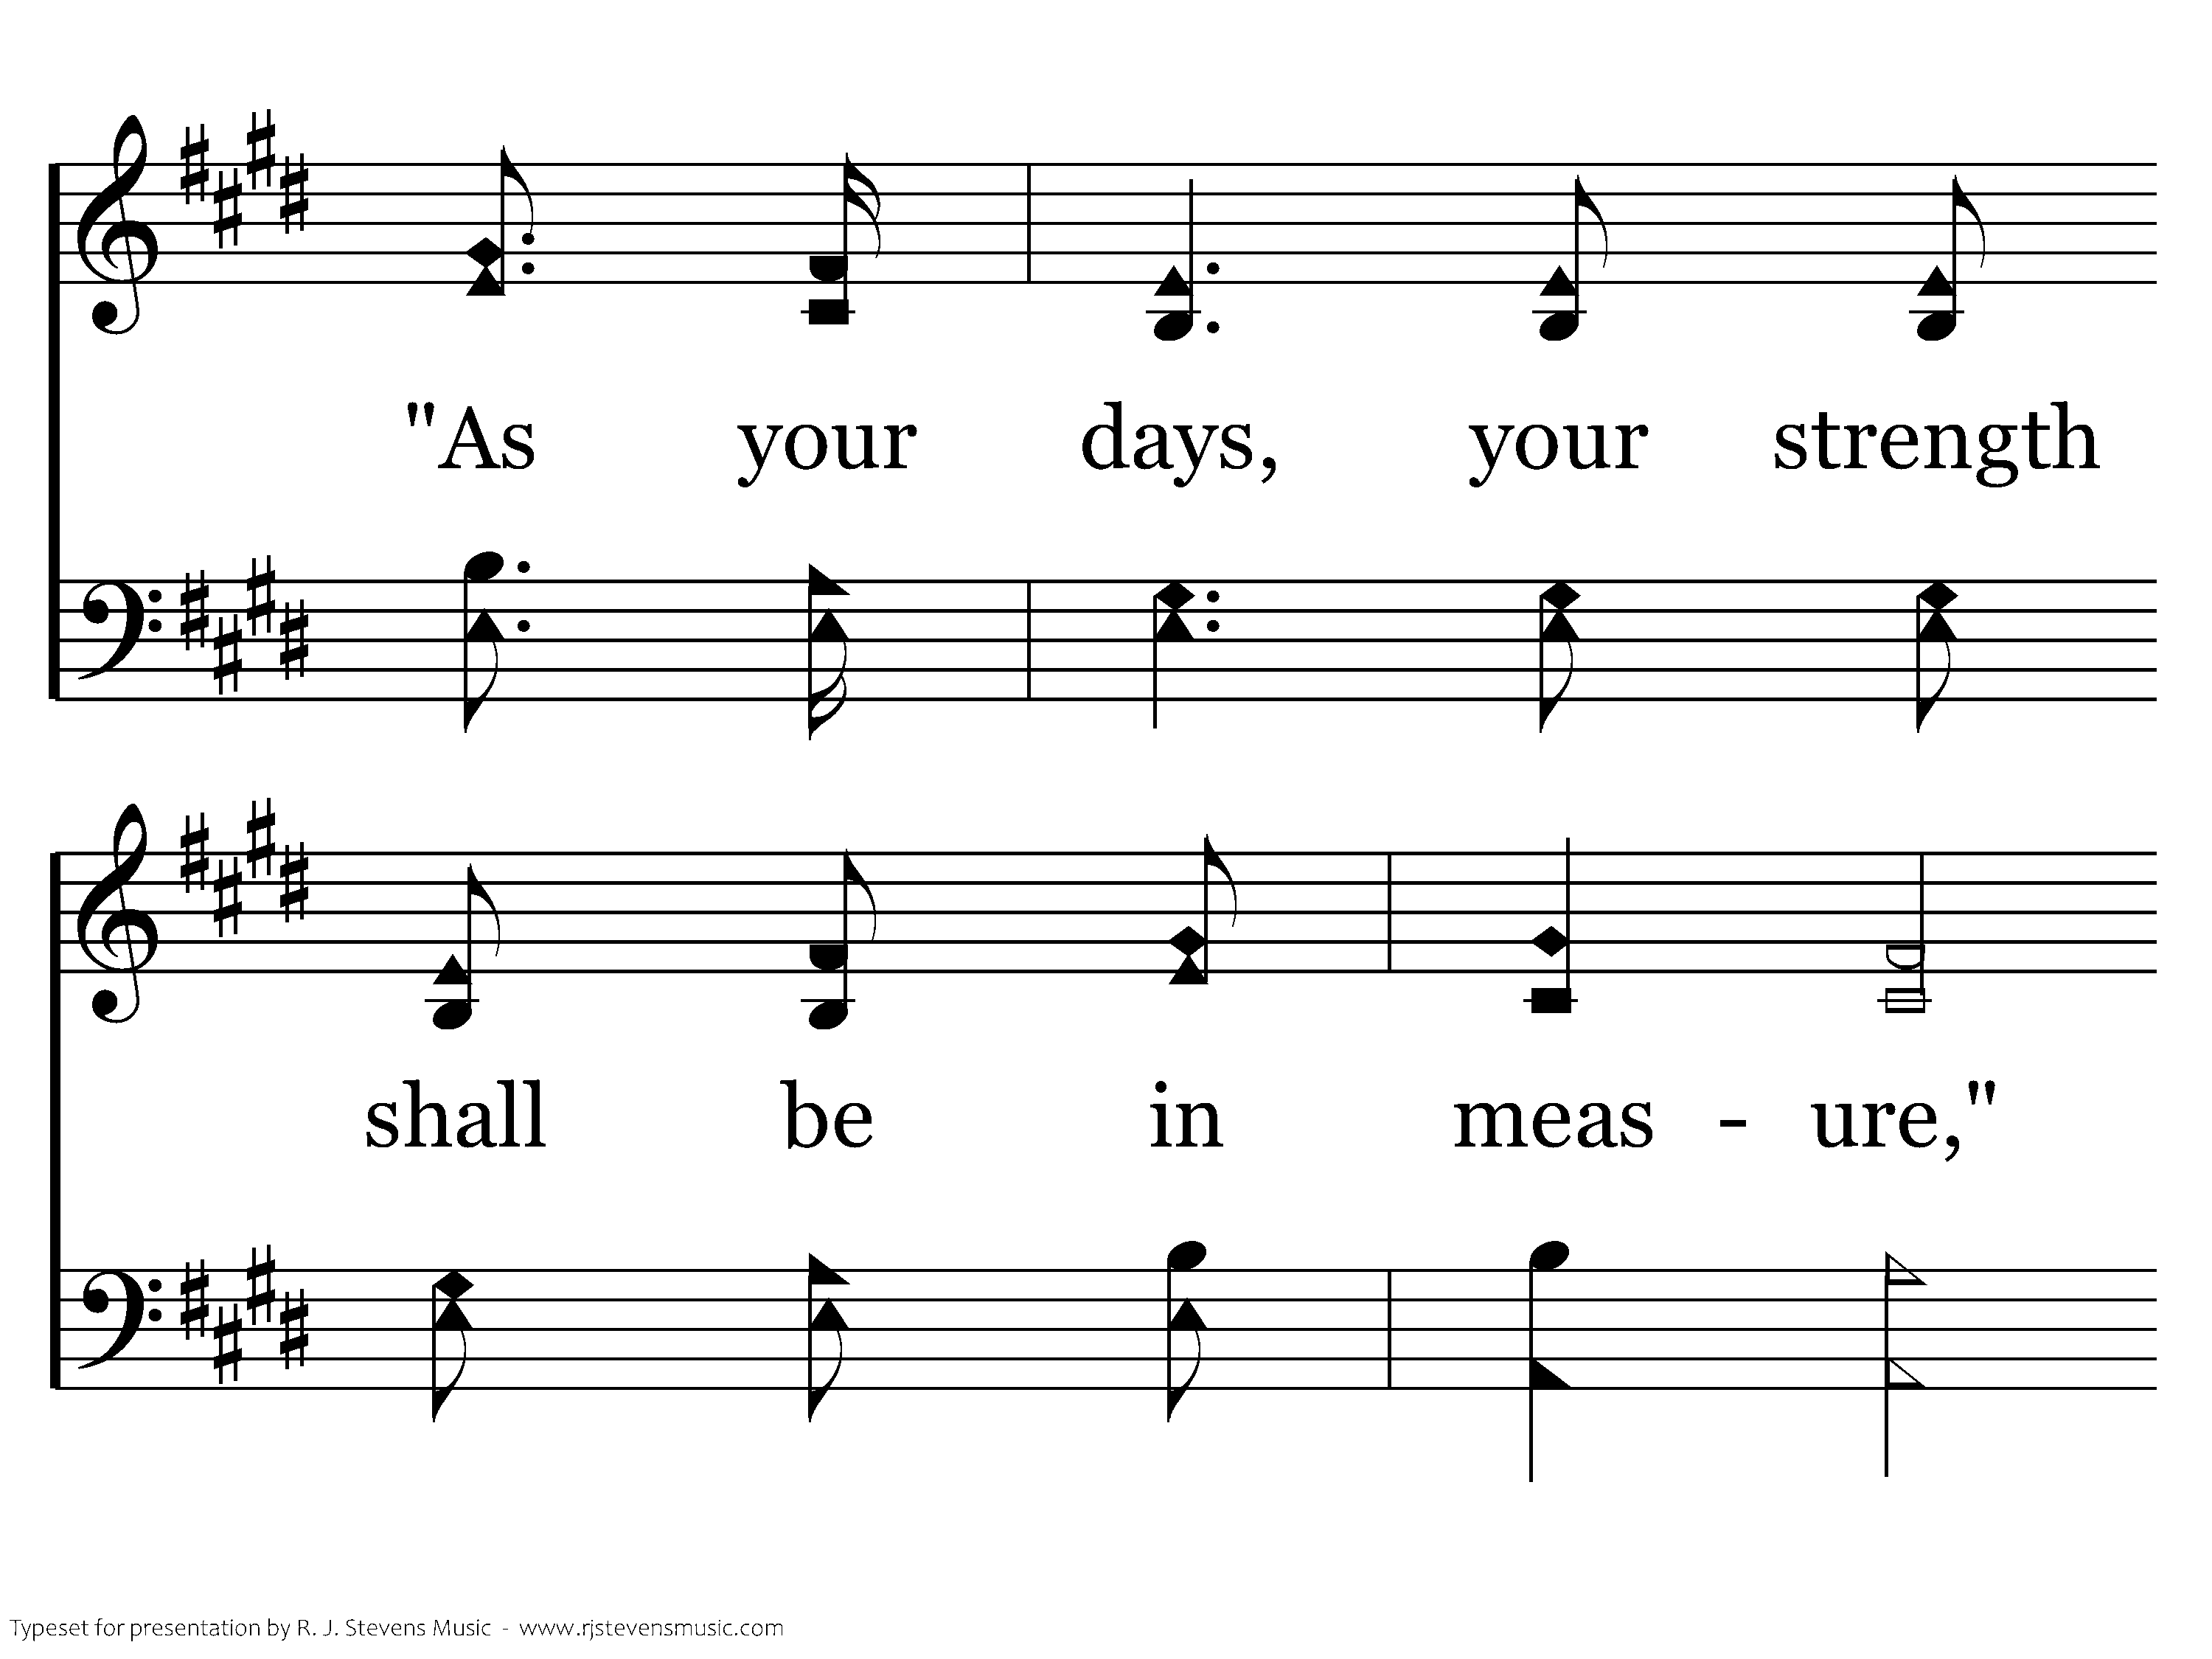 "As your days, your strength
shall be in meas - ure,"
Typeset for presentation by R. J. Stevens Music - www.rjstevensmusic.com